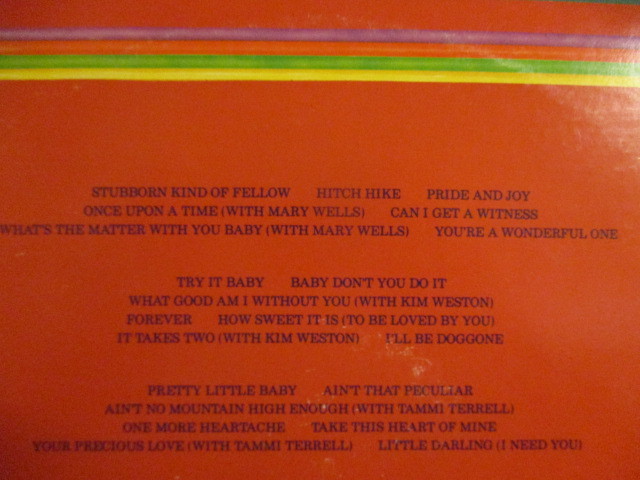 STUBBORN KIND OF FELLOW HITCH HIKE PRIDE AND JOY
ONCE UPON A TIME (WITH MARY WELLS) CAN I GET A WITNESS
WHAT'S THE MATTER WITH YOU BABY (WITH MARY WELLS) YOU'RE A WONDERFUL ONE
TRY IT BABY BABY DON'T YOU DO IT
WHAT GOOD AM I WITHOUT YOU (WITH KIM WESTON)
FOREVER HOW SWEET IT IS (TO BE LOVED BY YOU)
IT TAKES TWO (WITH KIM WESTON) I'LL BE DOGGONE
PRETTY LITTLE BABY AIN'T THAT PECULIAR
AIN'T NO MOUNTAIN HIGH ENOUGH (WITH TAMMI TERRELL)
ONE MORE HEARTACHE TAKE THIS HEART OF MINE
YOUR PRECIOUS LOVE (WITH TAMMI TERRELL) LITTLE DARLING (I NEED YOU)